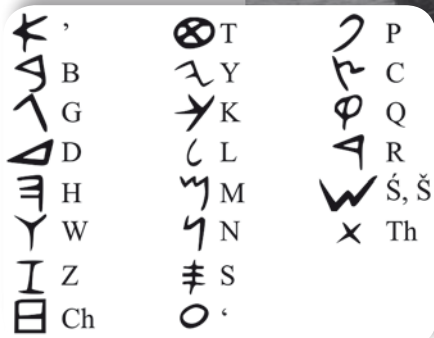 𐤀 ’
𐤁 B
𐤂 G
𐤃 D
𐤄 H
𐤅 W
𐤆 Z
𐤇 Ch
𐤈 T
𐤉 Y
𐤊 K
𐤋 L
𐤌 M
𐤍 N
𐤎 S
𐤏 ‘
𐤐 P
𐤑 C
𐤒 Q
𐤓 R
𐤔 Ś, Š
𐤕 Th